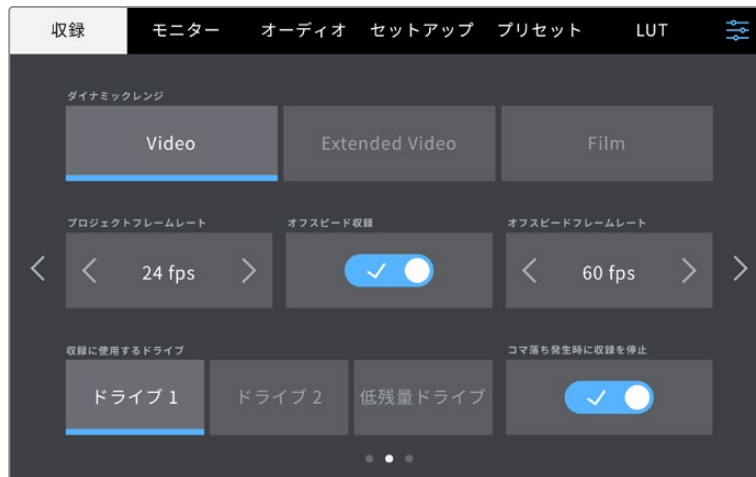 収録 モニター オーディオ セットアップ プリセット LUT
ダイナミックレンジ
Video Extended Video Film
プロジェクトフレームレート オフスピード収録 オフスピードフレームレート
24 fps 60 fps
収録に使用するドライブ コマ落ち発生時に収録を停止
ドライブ 1 ドライブ 2 低残量ドライブ